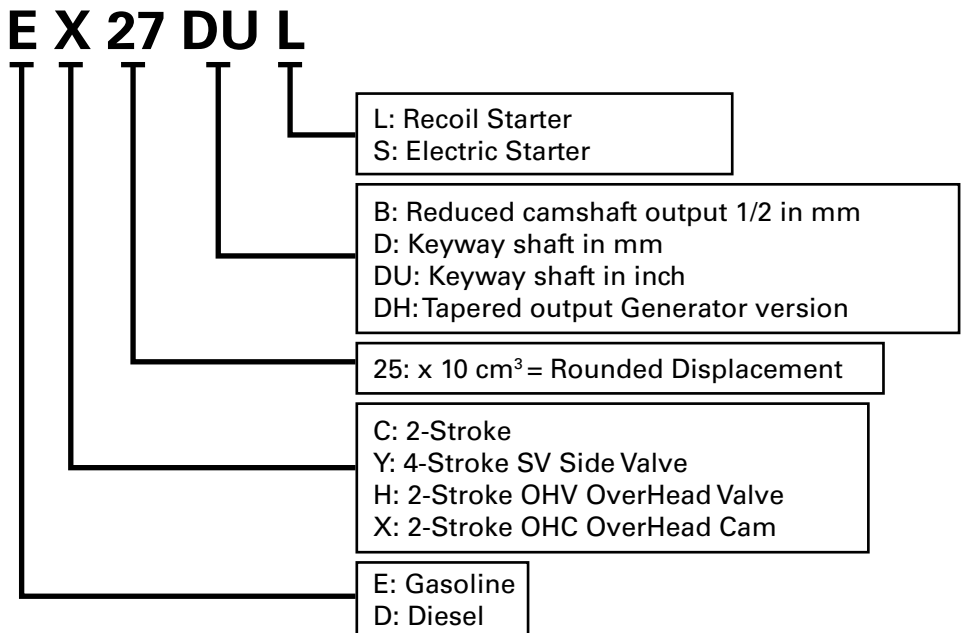 E X 27 DU L
L: Recoil Starter
S: Electric Starter
B: Reduced camshaft output 1/2 in mm
D: Keyway shaft in mm
DU: Keyway shaft in inch
DH: Tapered output Generator version
25: x 10 cm³ = Rounded Displacement
C: 2-Stroke
Y: 4-Stroke SV Side Valve
H: 2-Stroke OHV OverHead Valve
X: 2-Stroke OHC OverHead Cam
E: Gasoline
D: Diesel